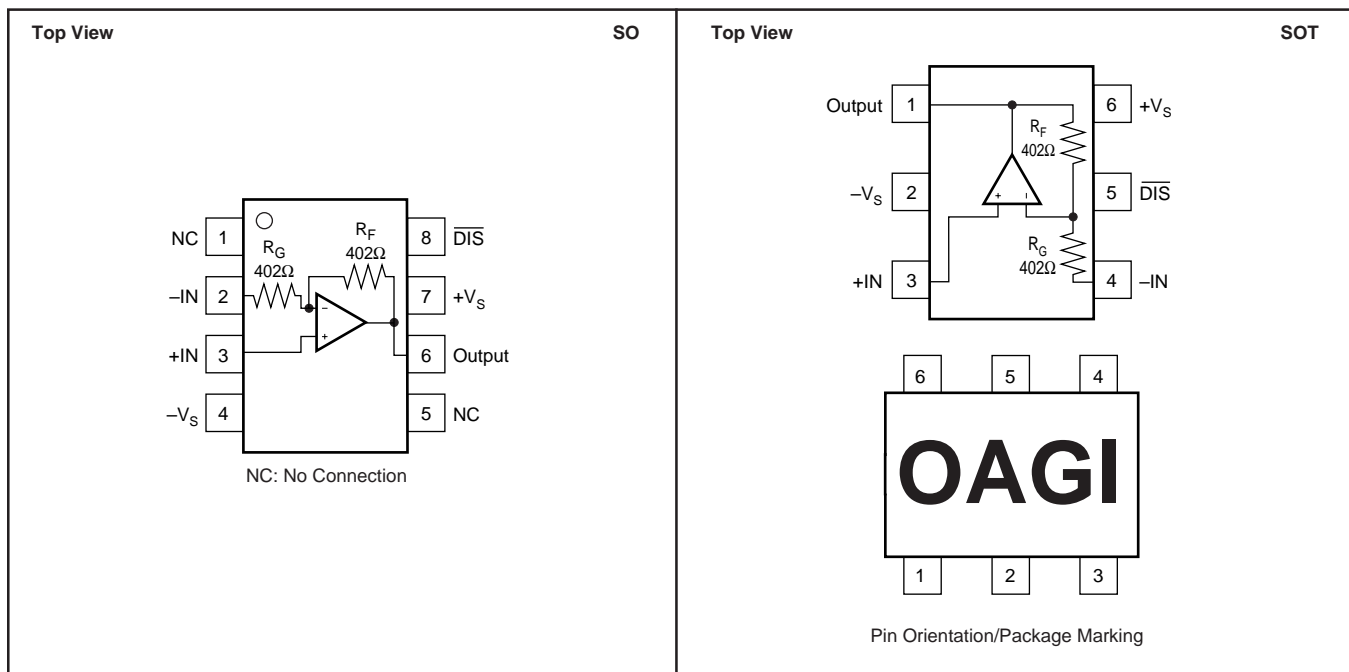 Top View SO
NC 1
8 D̅I̅S̅
R_G
402Ω
R_F
402Ω
–IN 2
7 +V_S
+IN 3
6 Output
–V_S 4
5 NC
–
+
NC: No Connection
Top View SOT
Output 1
6 +V_S
R_F
402Ω
–V_S 2
5 D̅I̅S̅
+ –
R_G
402Ω
+IN 3
4 –IN
6 5 4
OAGI
1 2 3
Pin Orientation/Package Marking